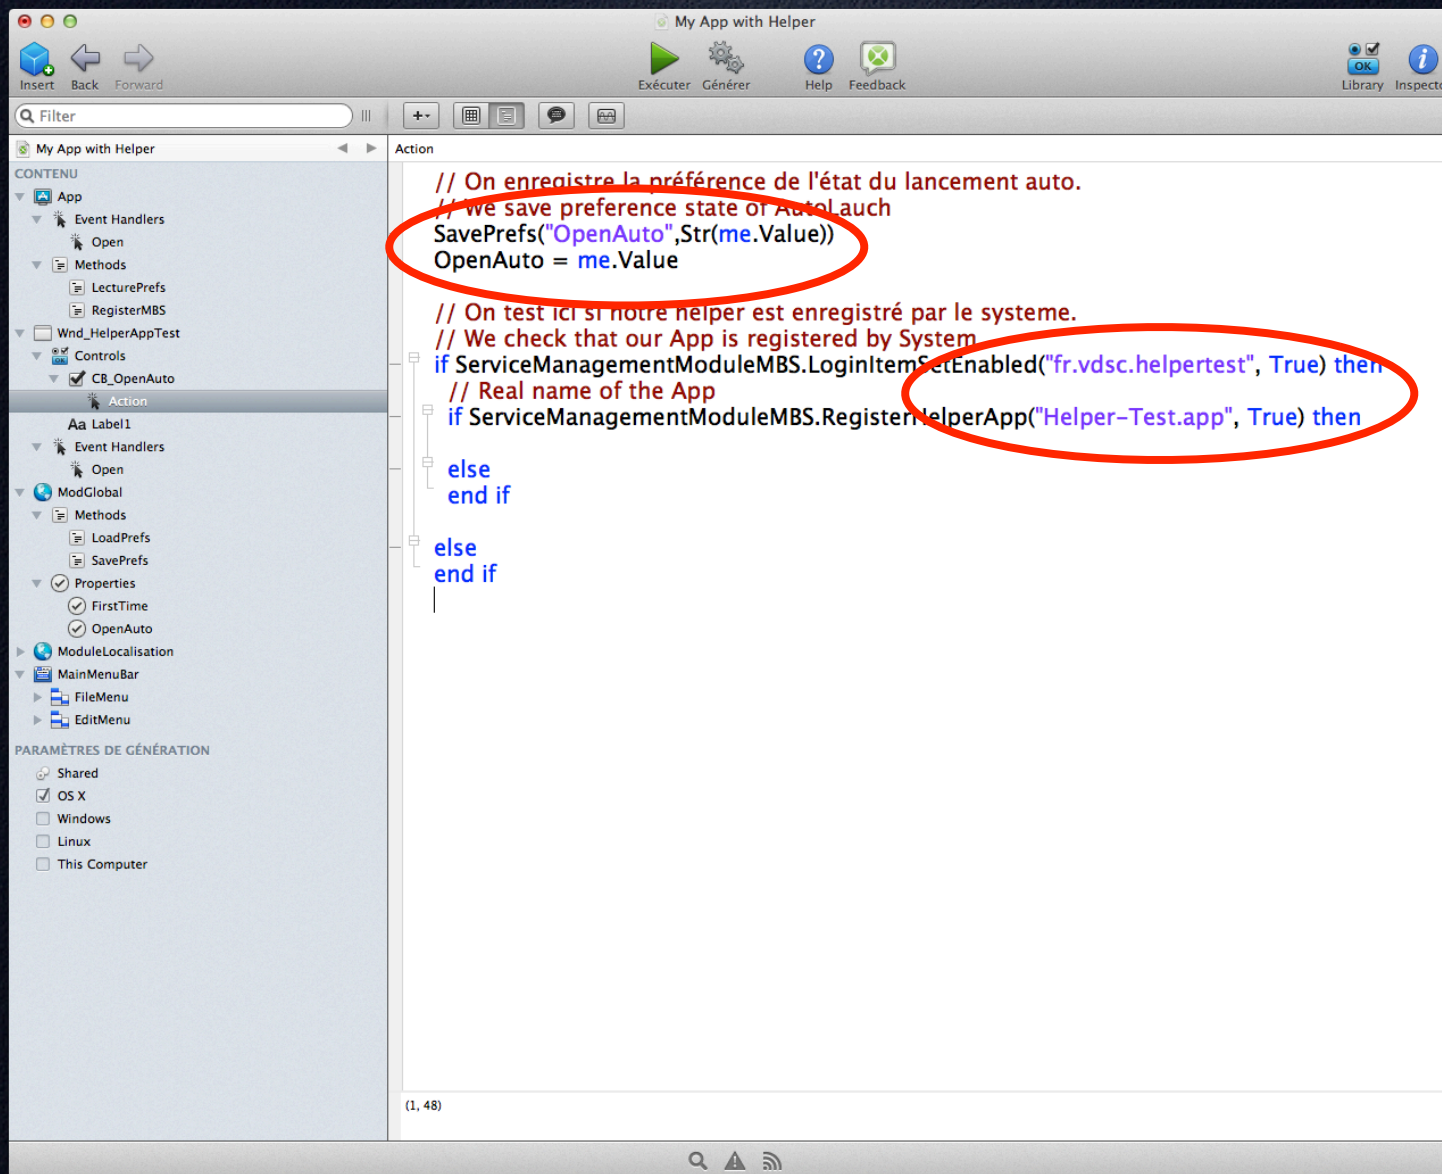 My App with Helper
Insert
Back
Forward
Exécuter
Générer
Help
Feedback
OK
Library
Inspecto
Filter
My App with Helper
Action
CONTENU
App
Event Handlers
Open
Methods
LecturePrefs
RegisterMBS
Wnd_HelperAppTest
Controls
CB_OpenAuto
Action
Aa Label1
Event Handlers
Open
ModGlobal
Methods
LoadPrefs
SavePrefs
Properties
FirstTime
OpenAuto
ModuleLocalisation
MainMenuBar
FileMenu
EditMenu
PARAMÈTRES DE GÉNÉRATION
Shared
OS X
Windows
Linux
This Computer
// On enregistre la préférence de l'état du lancement auto.
// We save preference state of AutoLauch
SavePrefs("OpenAuto",Str(me.Value))
OpenAuto = me.Value
// On test ici si notre helper est enregistré par le systeme.
// We check that our App is registered by System
if ServiceManagementModuleMBS.LoginItemSetEnabled("fr.vdsc.helpertest", True) then
// Real name of the App
if ServiceManagementModuleMBS.RegisterHelperApp("Helper-Test.app", True) then
else
end if
else
end if
(1, 48)